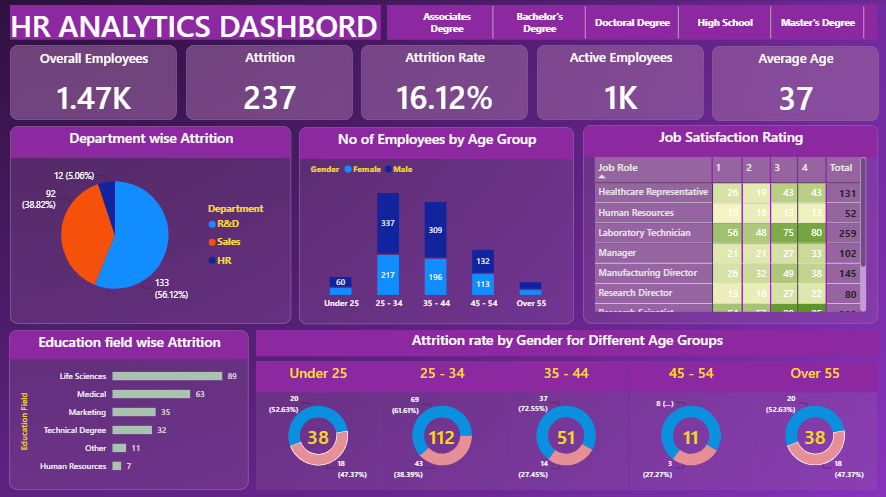 HR ANALYTICS DASHBORD
Associates
Degree
Bachelor's
Degree
Doctoral Degree
High School
Master's Degree
Overall Employees
1.47K
Attrition
237
Attrition Rate
16.12%
Active Employees
1K
Average Age
37
Department wise Attrition
12 (5.06%)
92
(38.82%)
133
(56.12%)
Department
R&D
Sales
HR
No of Employees by Age Group
Gender Female Male
60
337
217
309
196
132
113
Under 25 25 - 34 35 - 44 45 - 54 Over 55
Job Satisfaction Rating
Job Role 1 2 3 4 Total
Healthcare Representative 26 19 43 43 131
Human Resources 10 16 13 13 52
Laboratory Technician 56 48 75 80 259
Manager 21 21 27 33 102
Manufacturing Director 26 32 49 38 145
Research Director 15 16 27 22 80
Education field wise Attrition
Education Field
Life Sciences 89
Medical 63
Marketing 35
Technical Degree 32
Other 11
Human Resources 7
Attrition rate by Gender for Different Age Groups
Under 25
20
(52.63%)
38
18
(47.37%)
25 - 34
69
(61.61%)
112
43
(38.39%)
35 - 44
37
(72.55%)
51
14
(27.45%)
45 - 54
8 (...)
11
3
(27.27%)
Over 55
20
(52.63%)
38
18
(47.37%)